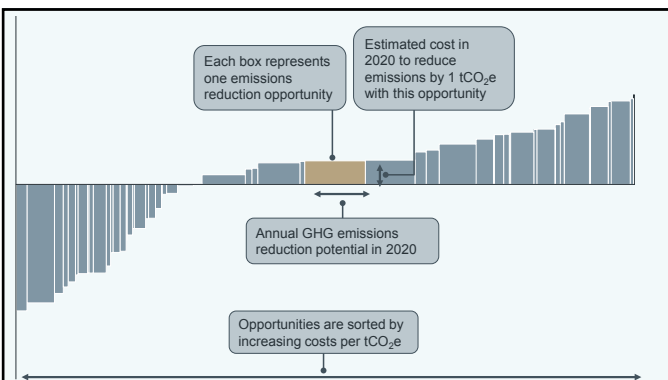 Each box represents
one emissions
reduction opportunity
Estimated cost in
2020 to reduce
emissions by 1 tCO₂e
with this opportunity
Annual GHG emissions
reduction potential in 2020
Opportunities are sorted by
increasing costs per tCO₂e